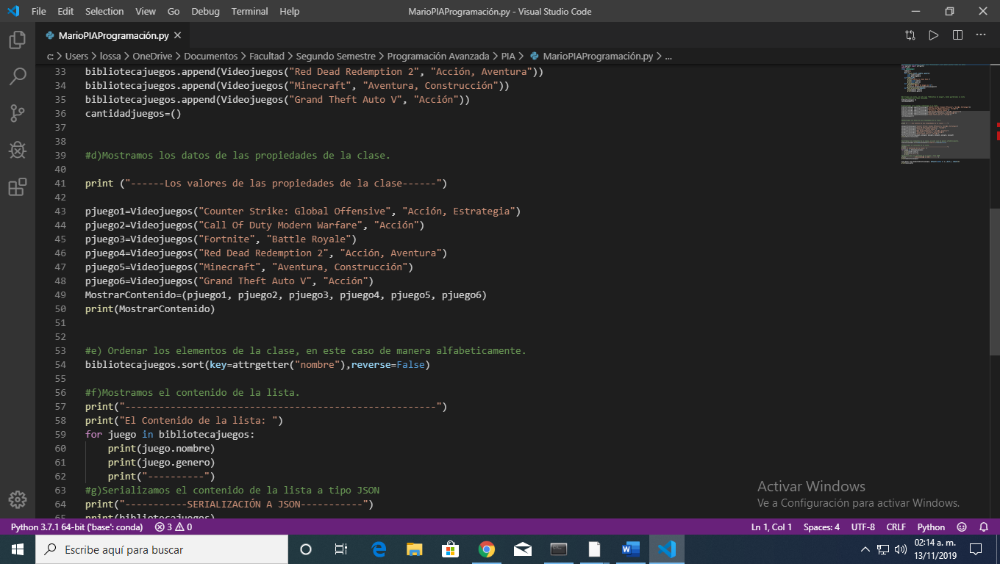 File Edit Selection View Go Debug Terminal Help
MarioPIAProgramación.py - Visual Studio Code
MarioPIAProgramación.py
c: > Users > lossa > OneDrive > Documentos > Facultad > Segundo Semestre > Programación Avanzada > PIA > MarioPIAProgramación.py > ...
33 bibliotecajuegos.append(Videojuegos("Red Dead Redemption 2", "Acción, Aventura"))
34 bibliotecajuegos.append(Videojuegos("Minecraft", "Aventura, Construcción"))
35 bibliotecajuegos.append(Videojuegos("Grand Theft Auto V", "Acción"))
36 cantidadjuegos=()
37
38
39 #d)Mostramos los datos de las propiedades de la clase.
40
41 print ("------Los valores de las propiedades de la clase------")
42
43 pjuego1=Videojuegos("Counter Strike: Global Offensive", "Acción, Estrategia")
44 pjuego2=Videojuegos("Call Of Duty Modern Warfare", "Acción")
45 pjuego3=Videojuegos("Fortnite", "Battle Royale")
46 pjuego4=Videojuegos("Red Dead Redemption 2", "Acción, Aventura")
47 pjuego5=Videojuegos("Minecraft", "Aventura, Construcción")
48 pjuego6=Videojuegos("Grand Theft Auto V", "Acción")
49 MostrarContenido=(pjuego1, pjuego2, pjuego3, pjuego4, pjuego5, pjuego6)
50 print(MostrarContenido)
51
52
53 #e) Ordenar los elementos de la clase, en este caso de manera alfabeticamente.
54 bibliotecajuegos.sort(key=attrgetter("nombre"),reverse=False)
55
56 #f)Mostramos el contenido de la lista.
57 print("-------------------------------------------------------")
58 print("El Contenido de la lista: ")
59 for juego in bibliotecajuegos:
60 print(juego.nombre)
61 print(juego.genero)
62 print("----------")
63 #g)Serializamos el contenido de la lista a tipo JSON
64 print("-----------SERIALIZACIÓN A JSON-----------")
65 print(bibliotecajuegos)
Activar Windows
Ve a Configuración para activar Windows.
Python 3.7.1 64-bit ('base': conda) 3 0 Ln 1, Col 1 Spaces: 4 UTF-8 CRLF Python
Escribe aquí para buscar
02:14 a. m.
13/11/2019